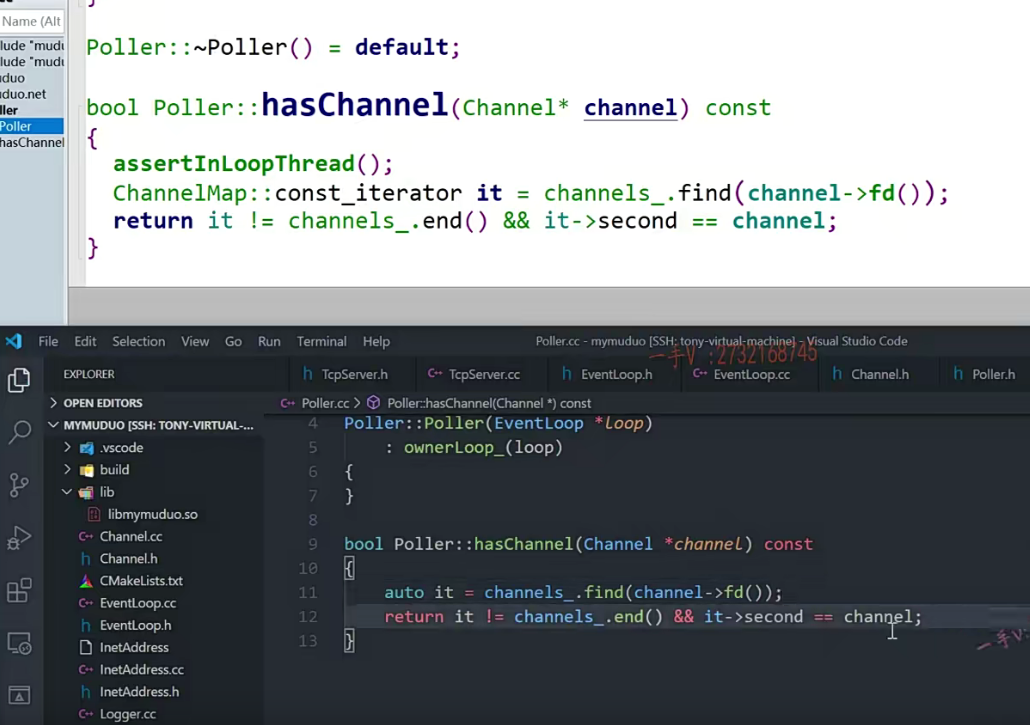 Name (Alt
lude "mudu
lude "mudu
duo
duo.net
ller
Poller
hasChannel
Poller::~Poller() = default;
bool Poller::hasChannel(Channel* channel) const
{
  assertInLoopThread();
  ChannelMap::const_iterator it = channels_.find(channel->fd());
  return it != channels_.end() && it->second == channel;
}
File Edit Selection View Go Run Terminal Help
Poller.cc - mymuduo [SSH: tony-virtual-machine] - Visual Studio Code
一手V:2732168745
EXPLORER
TcpServer.h
TcpServer.cc
EventLoop.h
EventLoop.cc
Channel.h
Poller.h
OPEN EDITORS
MYMUDUO [SSH: TONY-VIRTUAL-...
.vscode
build
lib
libmymuduo.so
Channel.cc
Channel.h
CMakeLists.txt
EventLoop.cc
EventLoop.h
InetAddress
InetAddress.cc
InetAddress.h
Logger.cc
Poller.cc > Poller::hasChannel(Channel *) const
4 Poller::Poller(EventLoop *loop)
5     : ownerLoop_(loop)
6 {
7 }
8
9 bool Poller::hasChannel(Channel *channel) const
10 {
11     auto it = channels_.find(channel->fd());
12     return it != channels_.end() && it->second == channel;
13 }
一手V: